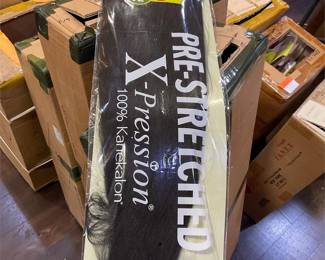 PRE-STRETCHED
X-Pression®
100% Kanekalon®